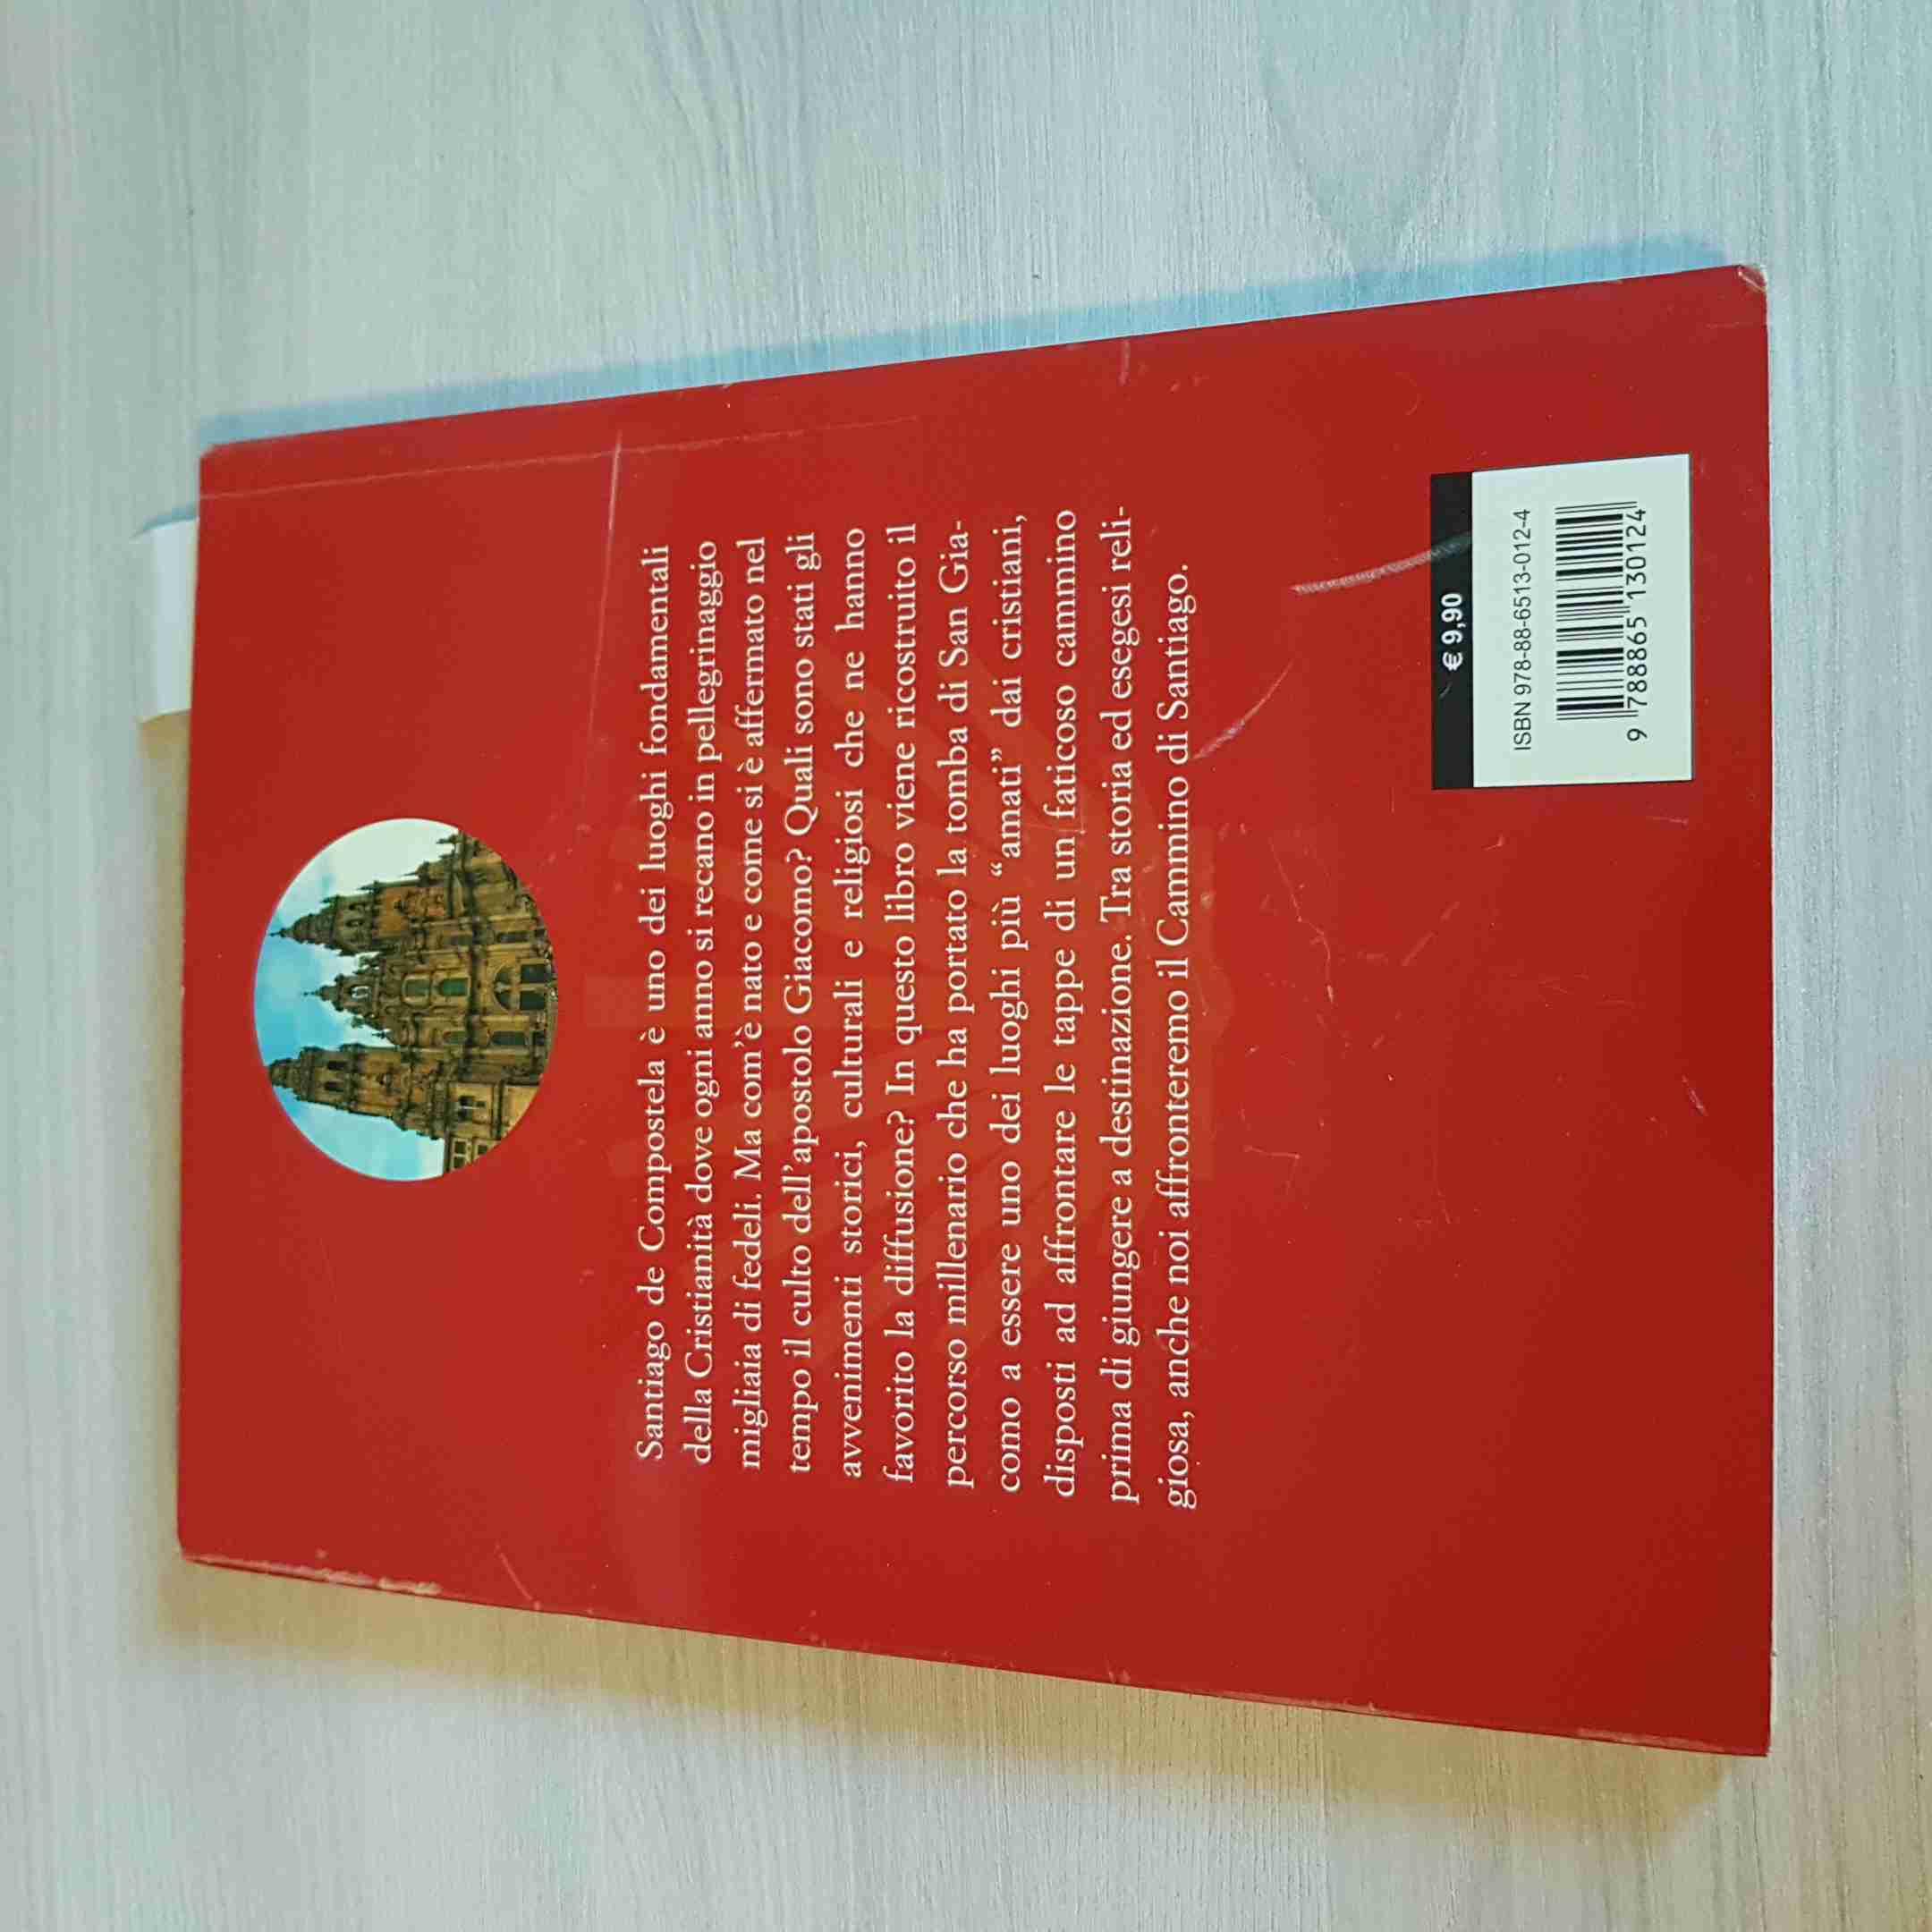 Santiago de Compostela è uno dei luoghi fondamentali
della Cristianità dove ogni anno si recano in pellegrinaggio
migliaia di fedeli. Ma com'è nato e come si è affermato nel
tempo il culto dell'apostolo Giacomo? Quali sono stati gli
avvenimenti storici, culturali e religiosi che ne hanno
favorito la diffusione? In questo libro viene ricostruito il
percorso millenario che ha portato la tomba di San Gia-
como a essere uno dei luoghi più “amati” dai cristiani,
disposti ad affrontare le tappe di un faticoso cammino
prima di giungere a destinazione. Tra storia ed esegesi reli-
giosa, anche noi affronteremo il Cammino di Santiago.
€ 9,90
ISBN 978-88-6513-012-4
9 788865 130124